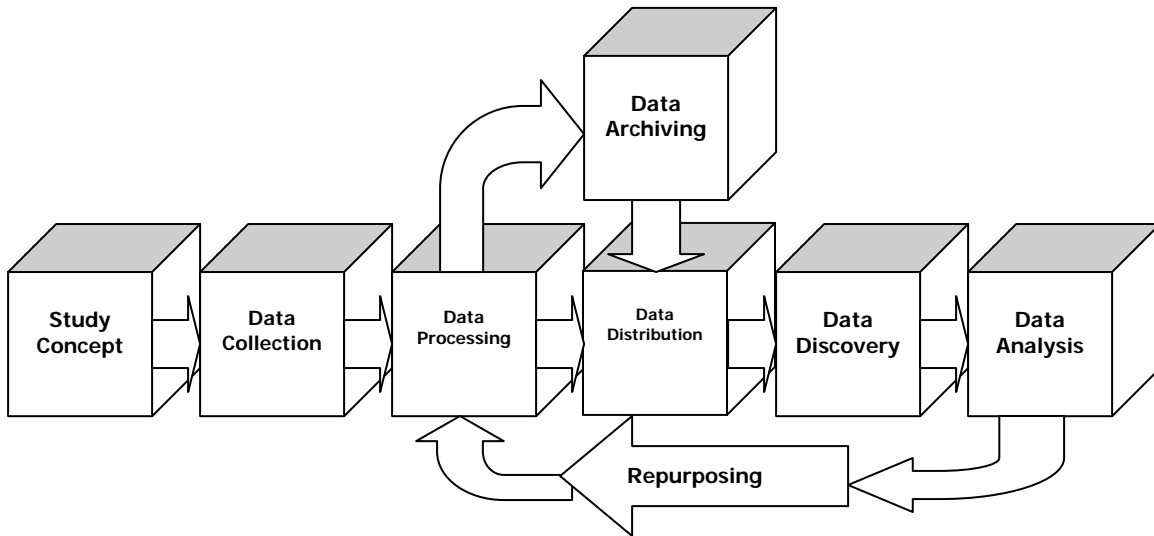 Data
Archiving
Study
Concept
Data
Collection
Data
Processing
Data
Distribution
Data
Discovery
Data
Analysis
Repurposing